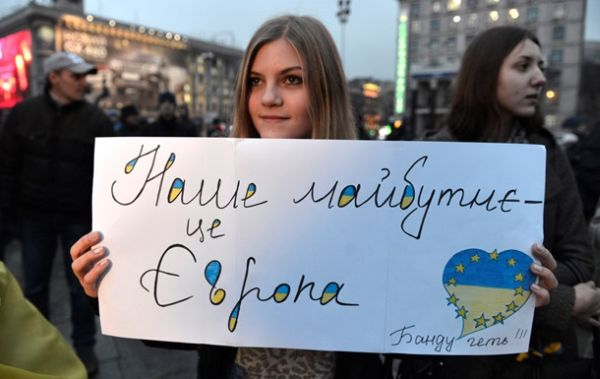 Наше майбутнє -
це
Європа
Банду геть!!!